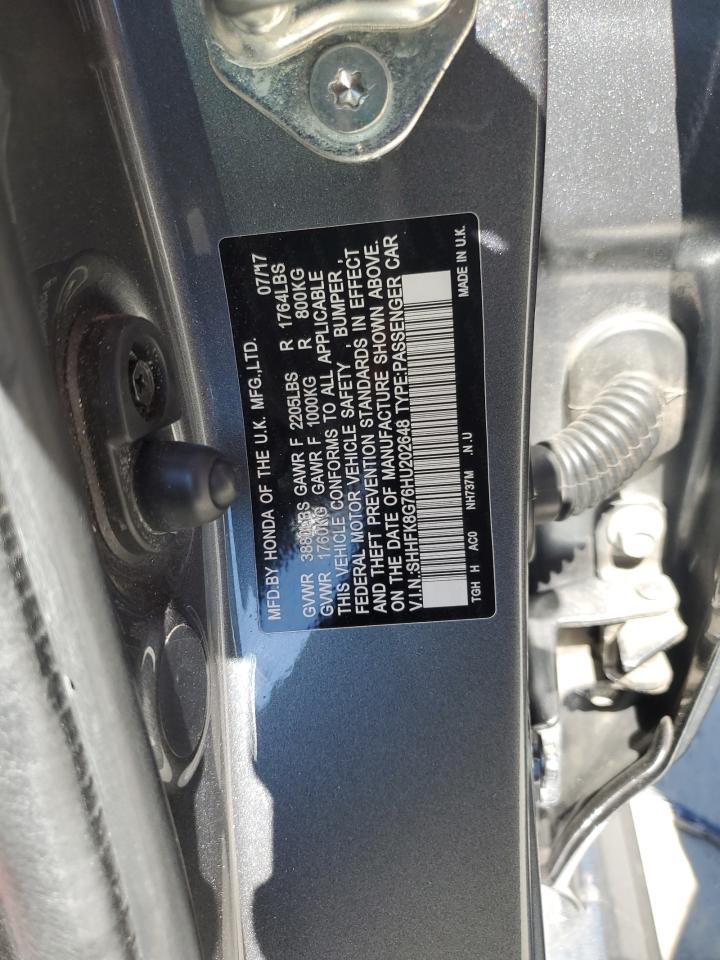 MFD.BY HONDA OF THE U.K. MFG.,LTD. 07/17
GVWR LBS GAWR F 2205LBS R 1764LBS
GVWR 1760KG GAWR F 1000KG R 800KG
THIS VEHICLE CONFORMS TO ALL APPLICABLE
FEDERAL MOTOR VEHICLE SAFETY , BUMPER ,
AND THEFT PREVENTION STANDARDS IN EFFECT
ON THE DATE OF MANUFACTURE SHOWN ABOVE.
V.I.N.:SHHFK8G76HU202648 TYPE:PASSENGER CAR
TGH H AC0 NH737M .N.U MADE IN U.K.